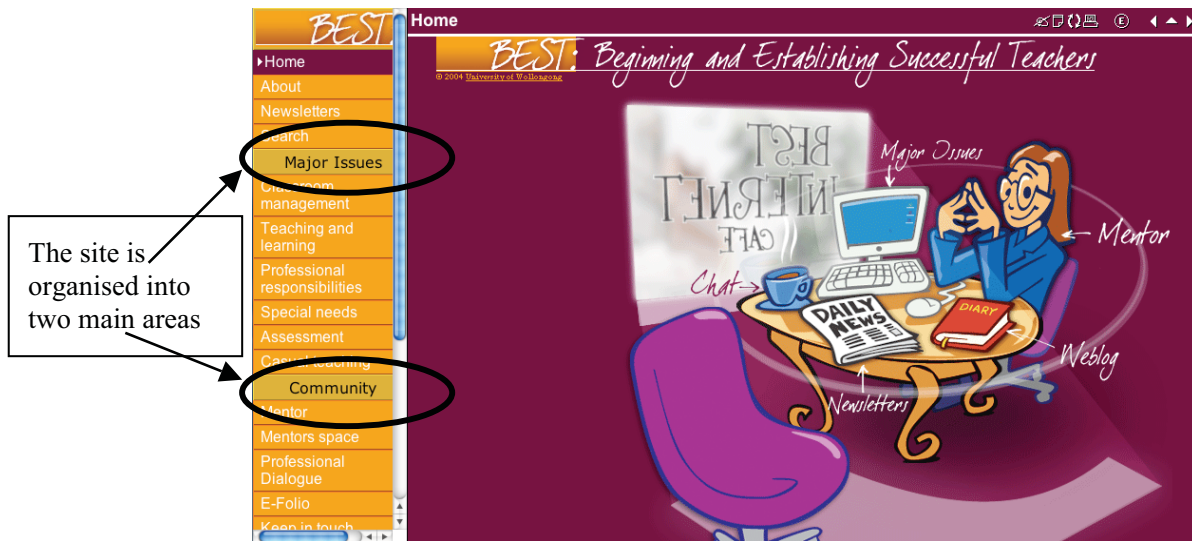 The site is
organised into
two main areas
BEST:
Home
About
Newsletters
Search
Major Issues
Classroom
management
Teaching and
learning
Professional
responsibilities
Special needs
Assessment
Casual teaching
Community
Mentor
Mentors space
Professional
Dialogue
E-Folio
Keep in touch
Home
E
BEST: Beginning and Establishing Successful Teachers
© 2004 University of Wollongong
BEST
INTERNET
CAFE
Major Issues
Mentor
Chat
DAILY
NEWS
DIARY
Weblog
Newsletters